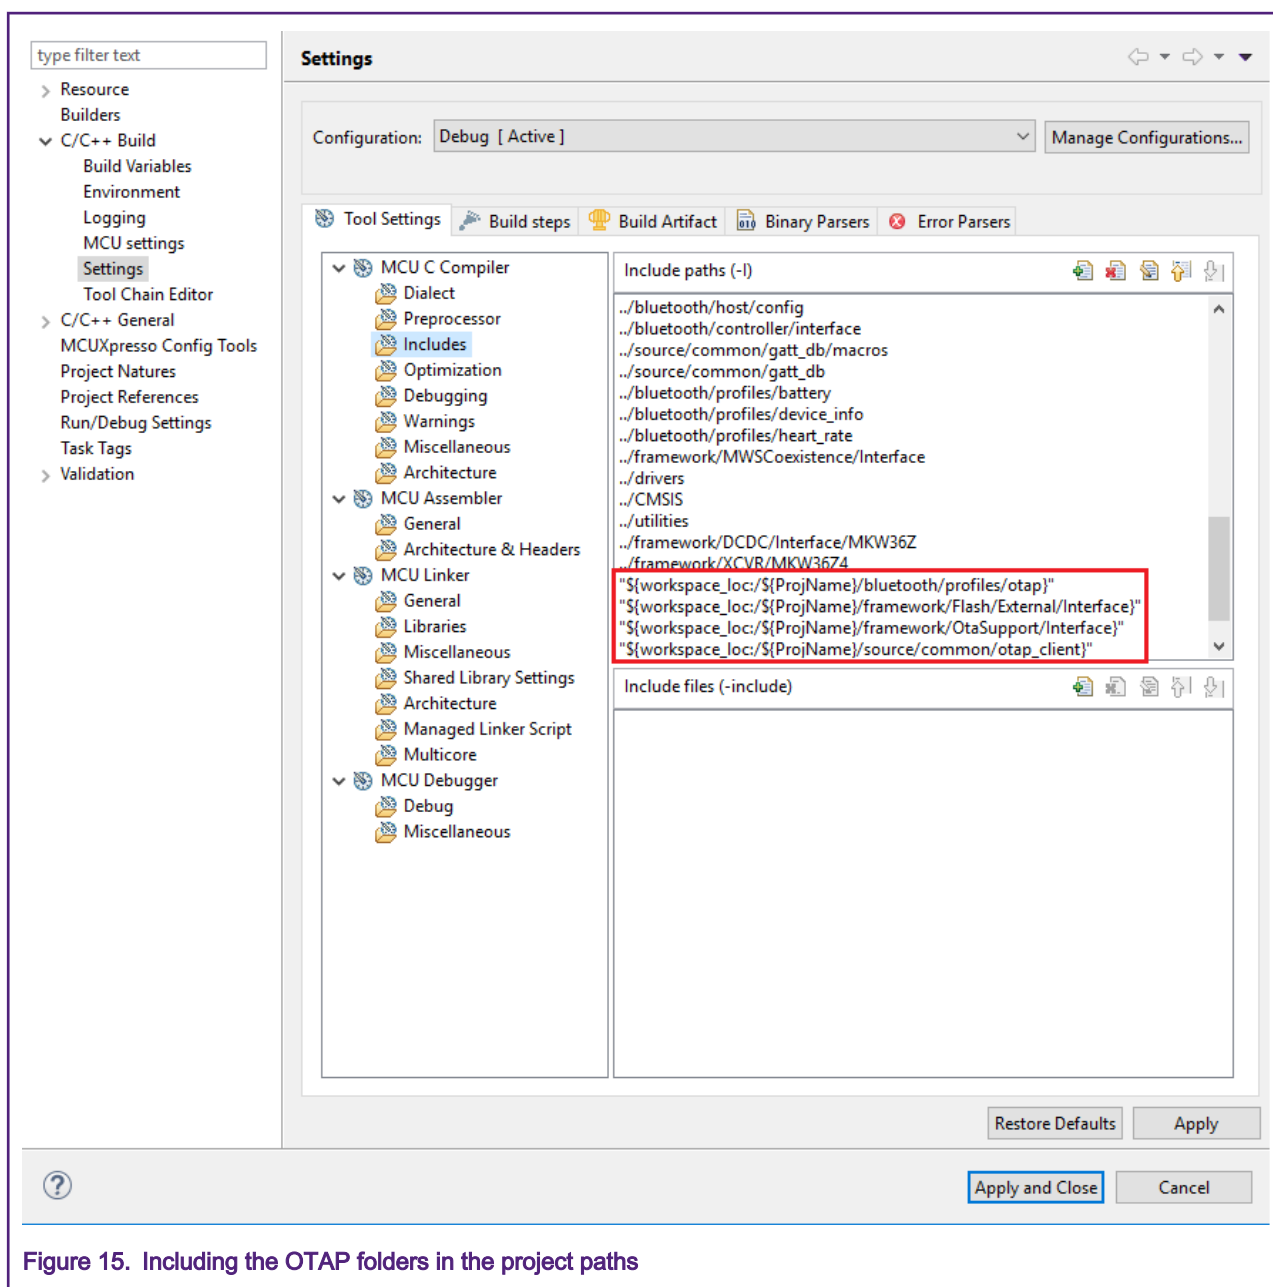 type filter text
Resource
Builders
C/C++ Build
Build Variables
Environment
Logging
MCU settings
Settings
Tool Chain Editor
C/C++ General
MCUXpresso Config Tools
Project Natures
Project References
Run/Debug Settings
Task Tags
Validation
Settings
Configuration: Debug [ Active ] Manage Configurations...
Tool Settings Build steps Build Artifact Binary Parsers Error Parsers
MCU C Compiler
Dialect
Preprocessor
Includes
Optimization
Debugging
Warnings
Miscellaneous
Architecture
MCU Assembler
General
Architecture & Headers
MCU Linker
General
Libraries
Miscellaneous
Shared Library Settings
Architecture
Managed Linker Script
Multicore
MCU Debugger
Debug
Miscellaneous
Include paths (-I)
../bluetooth/host/config
../bluetooth/controller/interface
../source/common/gatt_db/macros
../source/common/gatt_db
../bluetooth/profiles/battery
../bluetooth/profiles/device_info
../bluetooth/profiles/heart_rate
../framework/MWSCoexistence/Interface
../drivers
../CMSIS
../utilities
../framework/DCDC/Interface/MKW36Z
../framework/XCVR/MKW36Z4
"${workspace_loc:/${ProjName}/bluetooth/profiles/otap}"
"${workspace_loc:/${ProjName}/framework/Flash/External/Interface}"
"${workspace_loc:/${ProjName}/framework/OtaSupport/Interface}"
"${workspace_loc:/${ProjName}/source/common/otap_client}"
Include files (-include)
Restore Defaults Apply
Apply and Close Cancel
Figure 15. Including the OTAP folders in the project paths